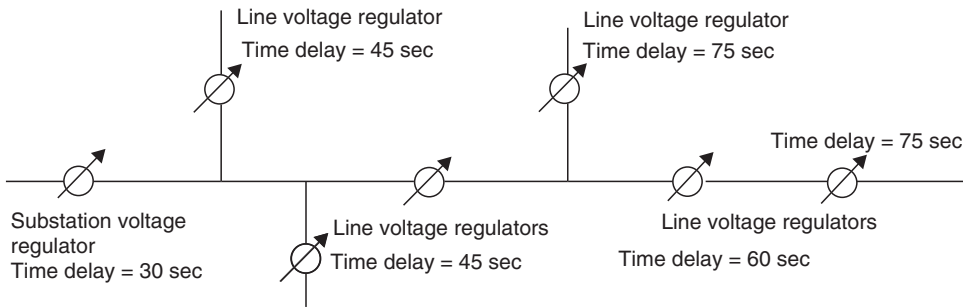 Line voltage regulator
Time delay = 45 sec
Line voltage regulator
Time delay = 75 sec
Time delay = 75 sec
Substation voltage
regulator
Time delay = 30 sec
Line voltage regulators
Time delay = 45 sec
Line voltage regulators
Time delay = 60 sec